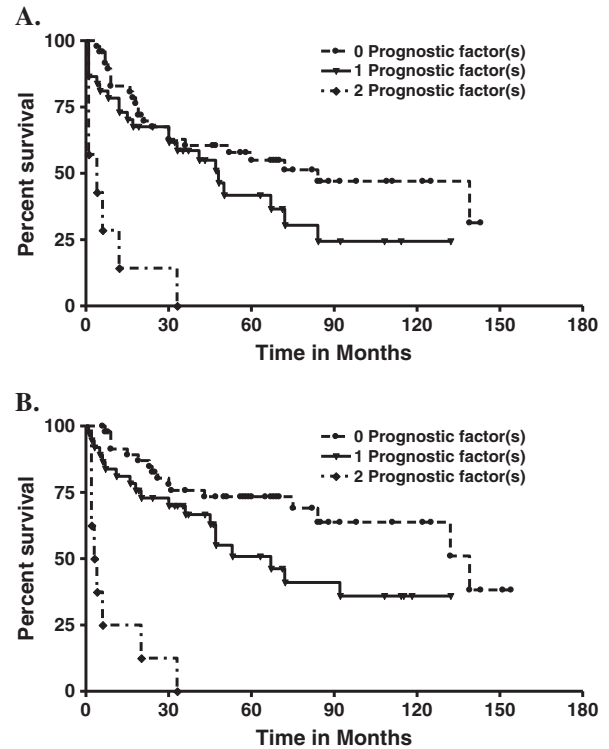 A.
0 Prognostic factor(s)
1 Prognostic factor(s)
2 Prognostic factor(s)
Percent survival
100
75
50
25
0
0 30 60 90 120 150 180
Time in Months
B.
0 Prognostic factor(s)
1 Prognostic factor(s)
2 Prognostic factor(s)
Percent survival
100
75
50
25
0
0 30 60 90 120 150 180
Time in Months